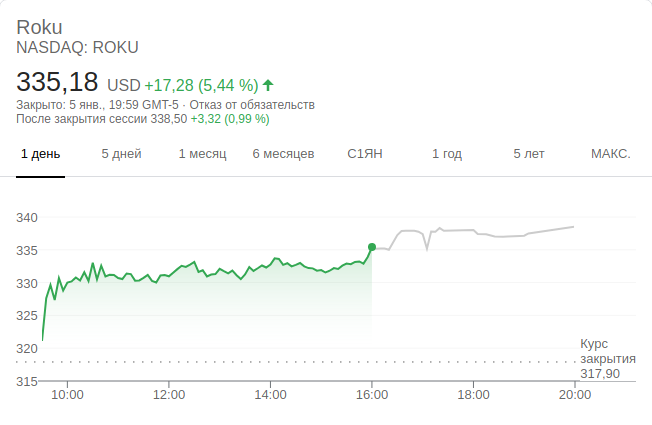 Roku
NASDAQ: ROKU
335,18 USD +17,28 (5,44 %)
Закрыто: 5 янв., 19:59 GMT-5 · Отказ от обязательств
После закрытия сессии 338,50 +3,32 (0,99 %)
1 день 5 дней 1 месяц 6 месяцев С1ЯН 1 год 5 лет МАКС.
340
335
330
325
320
315
Курс
закрытия
317,90
10:00 12:00 14:00 16:00 18:00 20:00